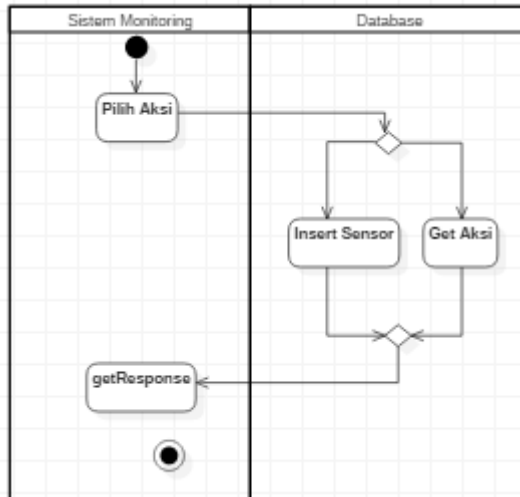 Sistem Monitoring
Database
Pilih Aksi
Insert Sensor
Get Aksi
getResponse